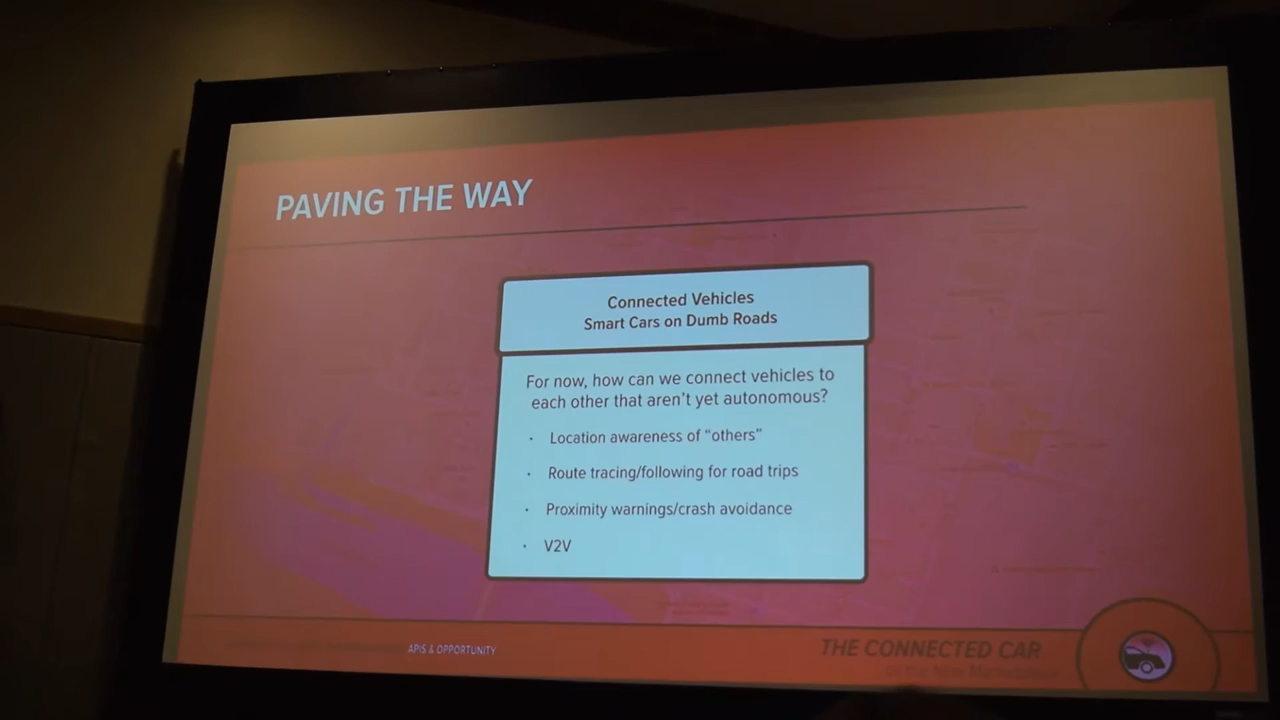 PAVING THE WAY
Connected Vehicles
Smart Cars on Dumb Roads
For now, how can we connect vehicles to
each other that aren't yet autonomous?
· Location awareness of “others”
· Route tracing/following for road trips
· Proximity warnings/crash avoidance
· V2V
APIS & OPPORTUNITY
THE CONNECTED CAR